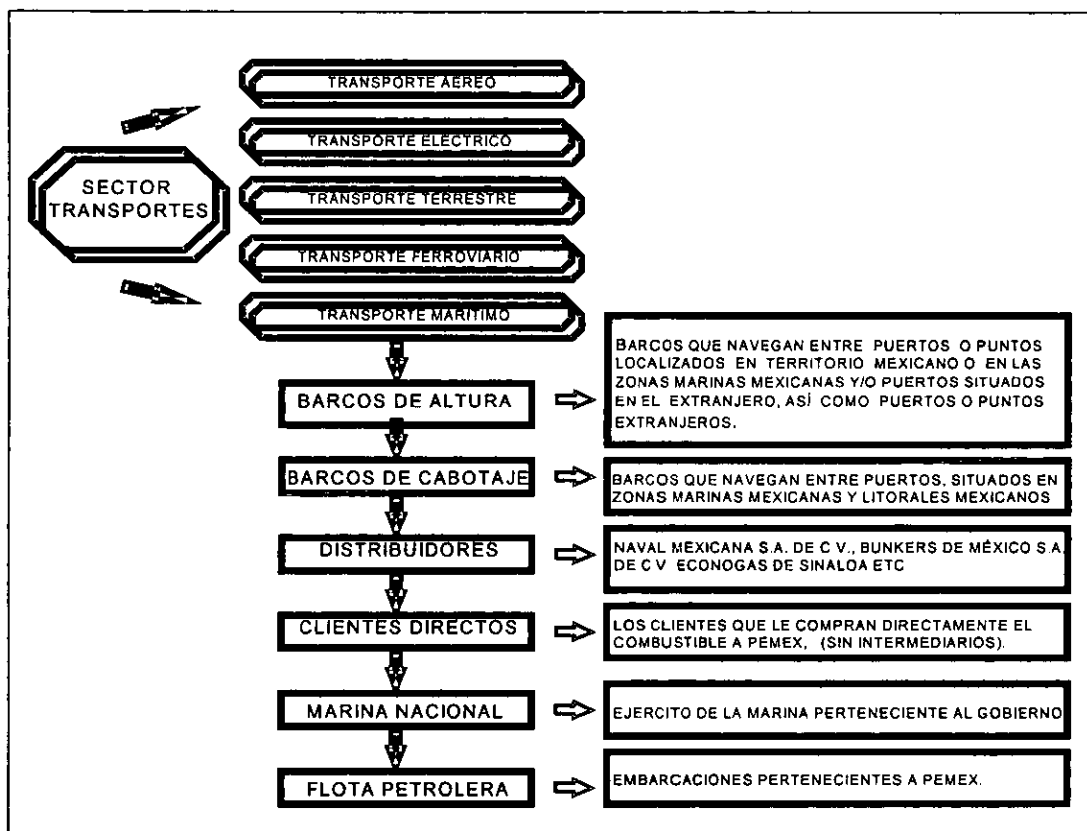 TRANSPORTE AÉREO
TRANSPORTE ELÉCTRICO
SECTOR
TRANSPORTES
TRANSPORTE TERRESTRE
TRANSPORTE FERROVIARIO
TRANSPORTE MARÍTIMO
BARCOS DE ALTURA
BARCOS QUE NAVEGAN ENTRE PUERTOS O PUNTOS
LOCALIZADOS EN TERRITORIO MEXICANO O EN LAS
ZONAS MARINAS MEXICANAS Y/O PUERTOS SITUADOS
EN EL EXTRANJERO, ASÍ COMO PUERTOS O PUNTOS
EXTRANJEROS.
BARCOS DE CABOTAJE
BARCOS QUE NAVEGAN ENTRE PUERTOS, SITUADOS EN
ZONAS MARINAS MEXICANAS Y LITORALES MEXICANOS
DISTRIBUIDORES
NAVAL MEXICANA S.A. DE C V., BUNKERS DE MÉXICO S.A.
DE C V ECONOGAS DE SINALOA ETC
CLIENTES DIRECTOS
LOS CLIENTES QUE LE COMPRAN DIRECTAMENTE EL
COMBUSTIBLE A PEMEX, (SIN INTERMEDIARIOS).
MARINA NACIONAL
EJERCITO DE LA MARINA PERTENECIENTE AL GOBIERNO
FLOTA PETROLERA
EMBARCACIONES PERTENECIENTES A PEMEX.